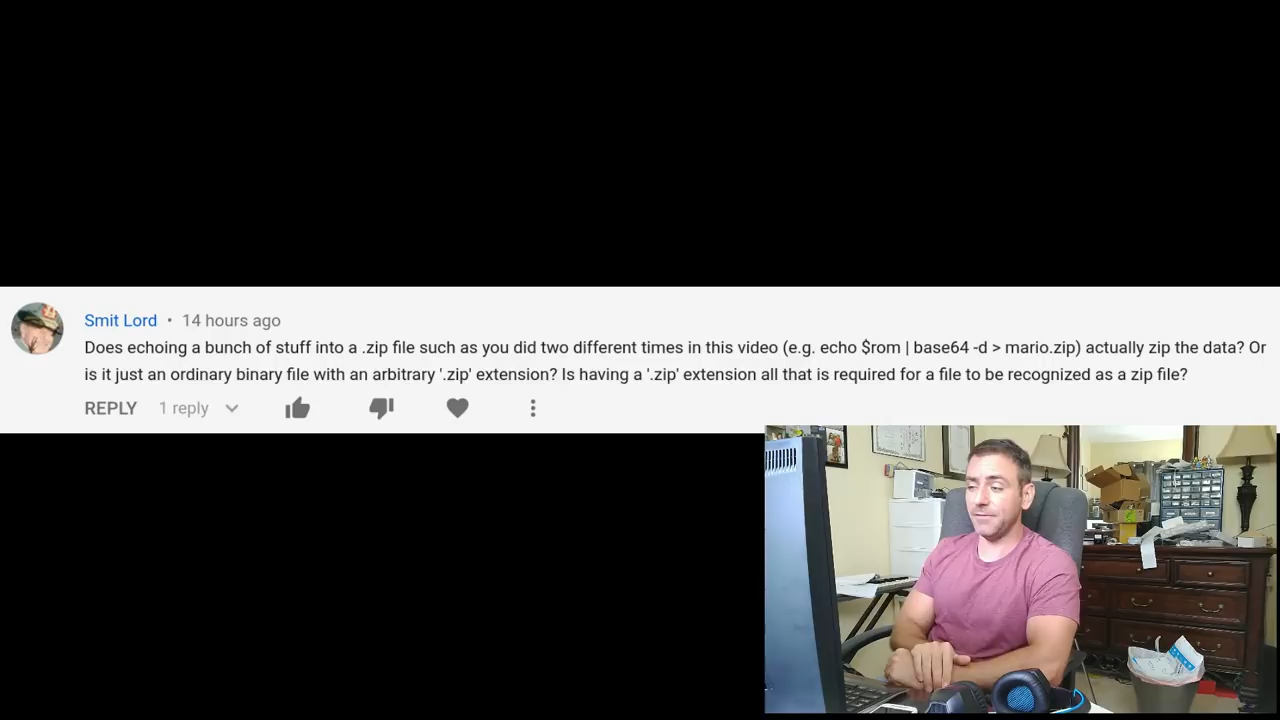 Smit Lord • 14 hours ago
Does echoing a bunch of stuff into a .zip file such as you did two different times in this video (e.g. echo $rom | base64 -d > mario.zip) actually zip the data? Or
is it just an ordinary binary file with an arbitrary '.zip' extension? Is having a '.zip' extension all that is required for a file to be recognized as a zip file?
REPLY 1 reply